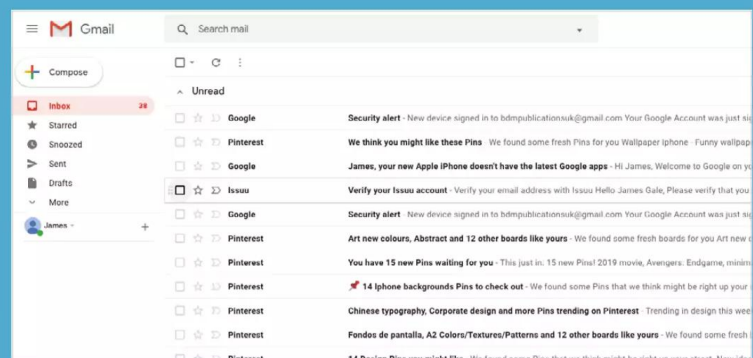 Gmail
Search mail
Compose
Unread
Inbox 28
Google Security alert - New device signed in to bdmpublicationsuk@gmail.com Your Google Account was just
Starred
Pinterest We think you might like these Pins - We found some fresh Pins for you Wallpaper Iphone · Funny
Snoozed
Google James, your new Apple iPhone doesn't have the latest Google apps - Hi James, Welcome to Google on
Sent
Drafts
Issuu Verify your Issuu account - Verify your email address with Issuu Hello James Gale, Please verify that you
More
Google Security alert - New device signed in to bdmpublicationsuk@gmail.com Your Google Account was just
James
Pinterest Art new colours, Abstract and 12 other boards like yours - We found some fresh boards for you Art new
Pinterest You have 15 new Pins waiting for you - This just in: 15 new Pins! 2019 movie, Avengers: Endgame,
Pinterest 14 Iphone backgrounds Pins to check out - We found some Pins that we think might be right up your
Pinterest Chinese typography, Corporate design and more Pins trending on Pinterest - Trending in design this
Pinterest Fondos de pantalla, A2 Colors/Textures/Patterns and 12 other boards like yours - We found some fresh